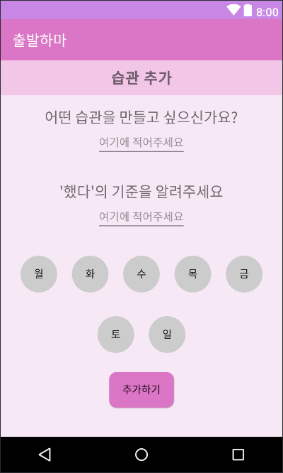 8:00
출발하마
습관 추가
어떤 습관을 만들고 싶으신가요?
여기에 적어주세요
'했다'의 기준을 알려주세요
여기에 적어주세요
월 화 수 목 금
토 일
추가하기